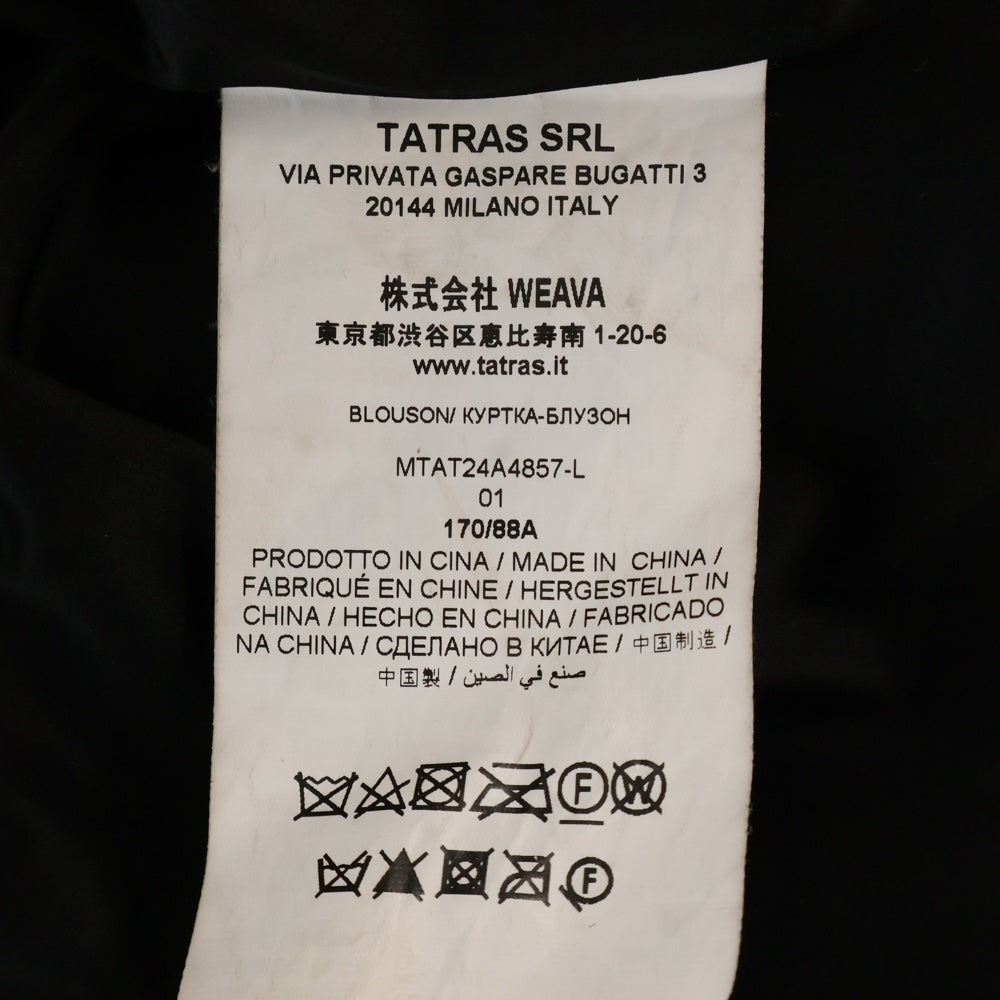 TATRAS SRL
VIA PRIVATA GASPARE BUGATTI 3
20144 MILANO ITALY
株式会社 WEAVA
東京都渋谷区恵比寿南 1-20-6
www.tatras.it
BLOUSON/ КУРТКА-БЛУЗОН
MTAT24A4857-L
01
170/88A
PRODOTTO IN CINA / MADE IN CHINA /
FABRIQUÉ EN CHINE / HERGESTELLT IN
CHINA / HECHO EN CHINA / FABRICADO
NA CHINA / СДЕЛАНО В КИТАЕ / 中国制造 /
中国製 / صنع في الصين
F W
F